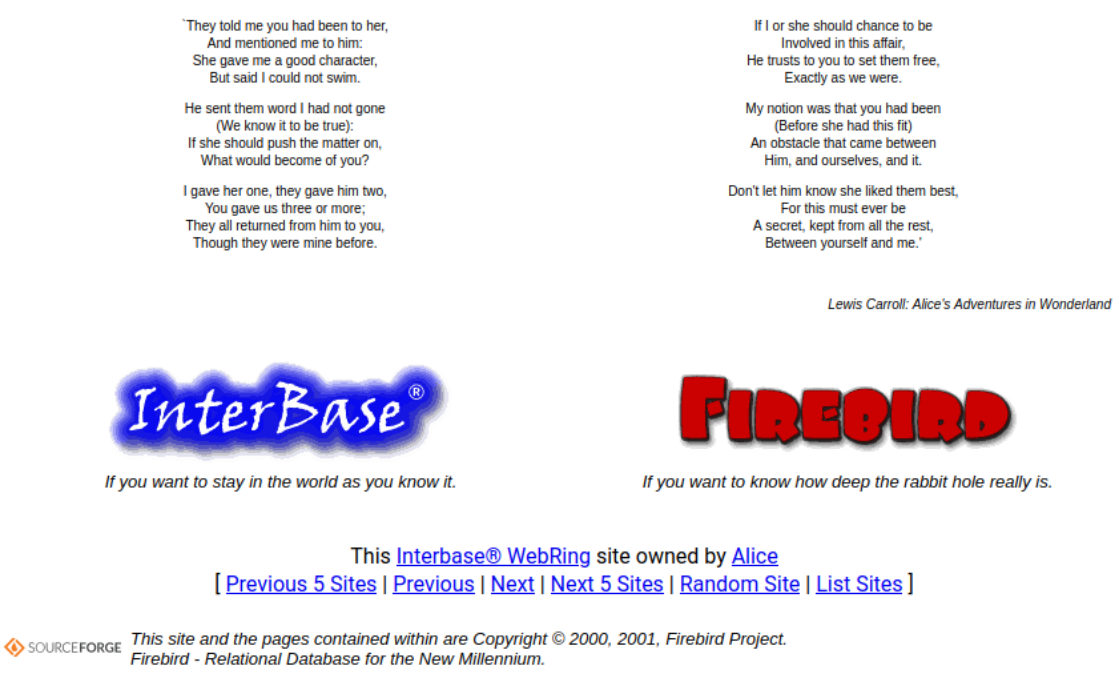 `They told me you had been to her,
And mentioned me to him:
She gave me a good character,
But said I could not swim.
He sent them word I had not gone
(We know it to be true):
If she should push the matter on,
What would become of you?
I gave her one, they gave him two,
You gave us three or more;
They all returned from him to you,
Though they were mine before.
If I or she should chance to be
Involved in this affair,
He trusts to you to set them free,
Exactly as we were.
My notion was that you had been
(Before she had this fit)
An obstacle that came between
Him, and ourselves, and it.
Don't let him know she liked them best,
For this must ever be
A secret, kept from all the rest,
Between yourself and me.'
Lewis Carroll: Alice's Adventures in Wonderland
InterBase®
If you want to stay in the world as you know it.
FIREBIRD
If you want to know how deep the rabbit hole really is.
This Interbase® WebRing site owned by Alice
[ Previous 5 Sites | Previous | Next | Next 5 Sites | Random Site | List Sites ]
SOURCEFORGE
This site and the pages contained within are Copyright © 2000, 2001, Firebird Project.
Firebird - Relational Database for the New Millennium.